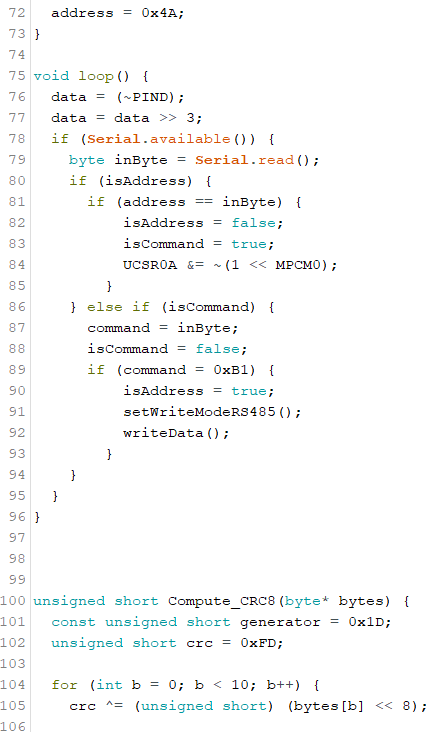 72   address = 0x4A;
73 }
74
75 void loop() {
76   data = (~PIND);
77   data = data >> 3;
78   if (Serial.available()) {
79     byte inByte = Serial.read();
80     if (isAddress) {
81       if (address == inByte) {
82           isAddress = false;
83           isCommand = true;
84           UCSR0A &= ~(1 << MPCM0);
85         }
86     } else if (isCommand) {
87       command = inByte;
88       isCommand = false;
89       if (command = 0xB1) {
90           isAddress = true;
91           setWriteModeRS485();
92           writeData();
93         }
94     }
95   }
96 }
97
98
99
100 unsigned short Compute_CRC8(byte* bytes) {
101   const unsigned short generator = 0x1D;
102   unsigned short crc = 0xFD;
103
104   for (int b = 0; b < 10; b++) {
105     crc ^= (unsigned short) (bytes[b] << 8);
106